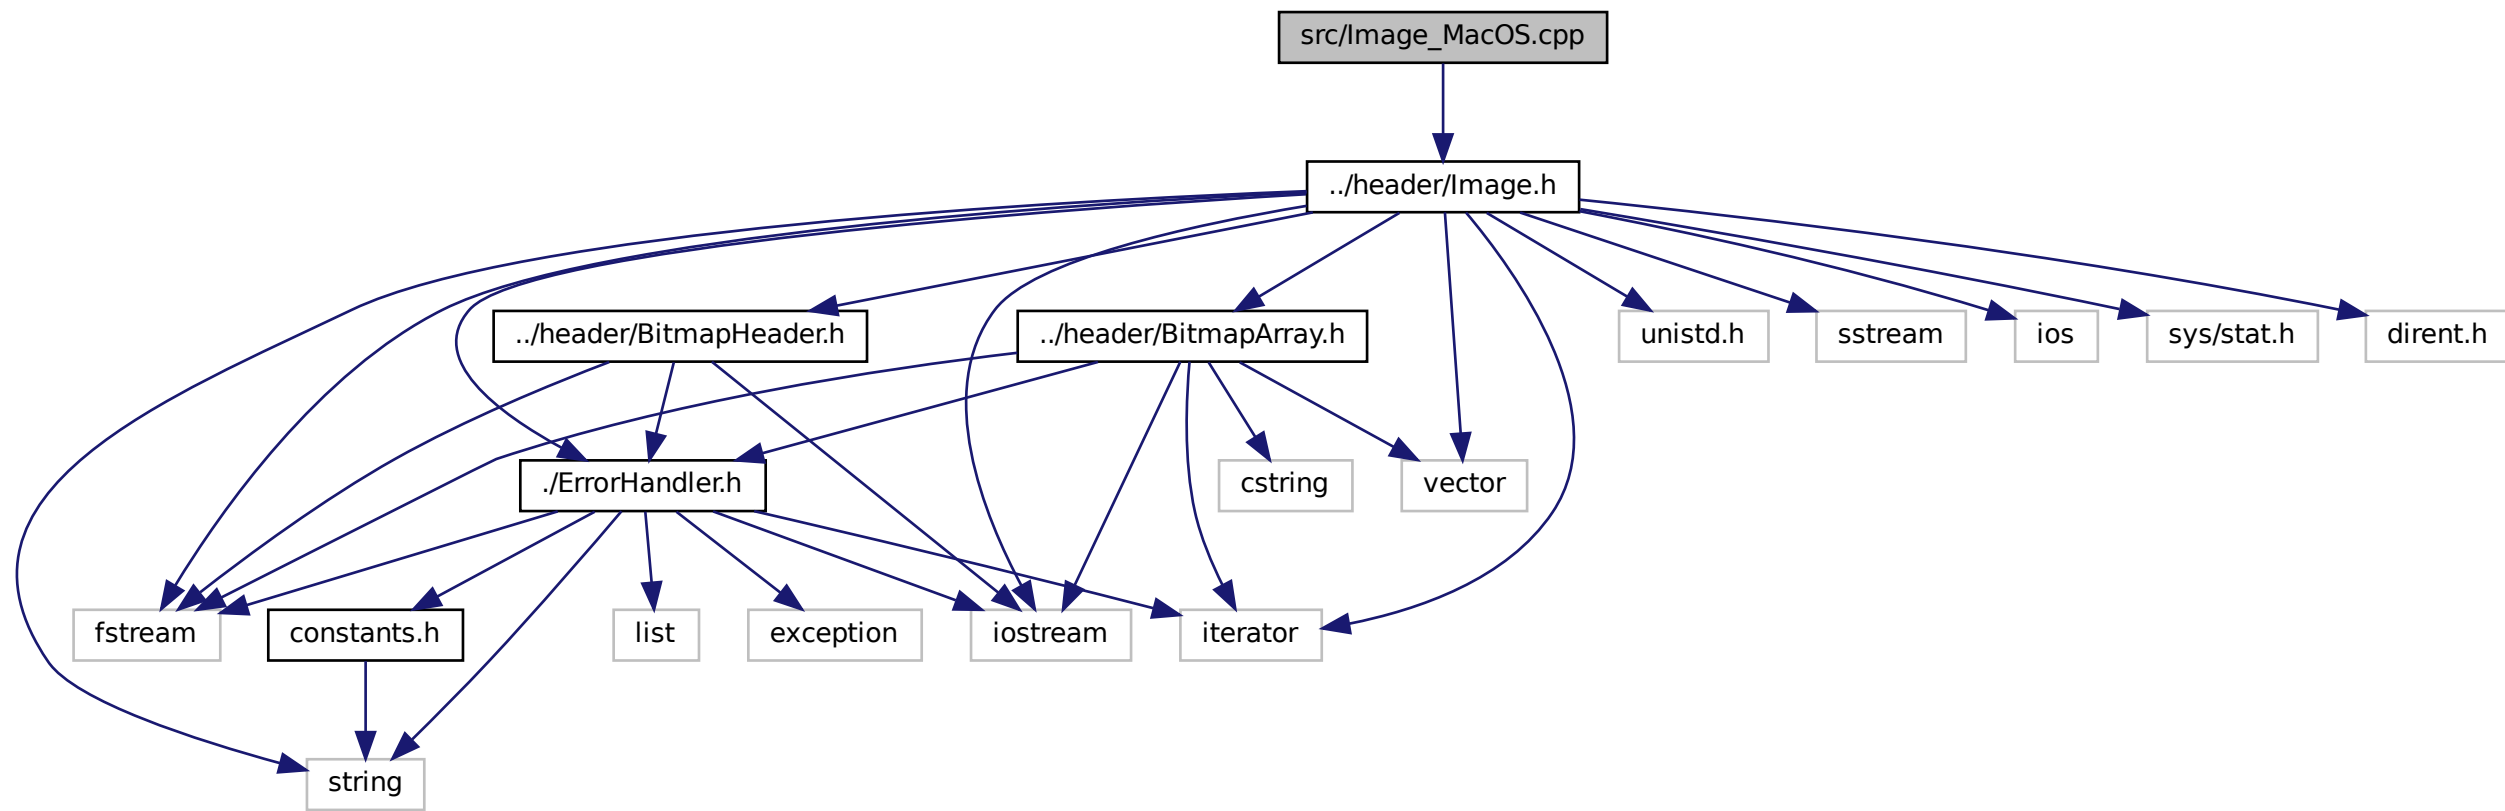 src/Image_MacOS.cpp
../header/Image.h
../header/BitmapHeader.h
../header/BitmapArray.h
unistd.h
sstream
ios
sys/stat.h
dirent.h
./ErrorHandler.h
cstring
vector
fstream
constants.h
list
exception
iostream
iterator
string